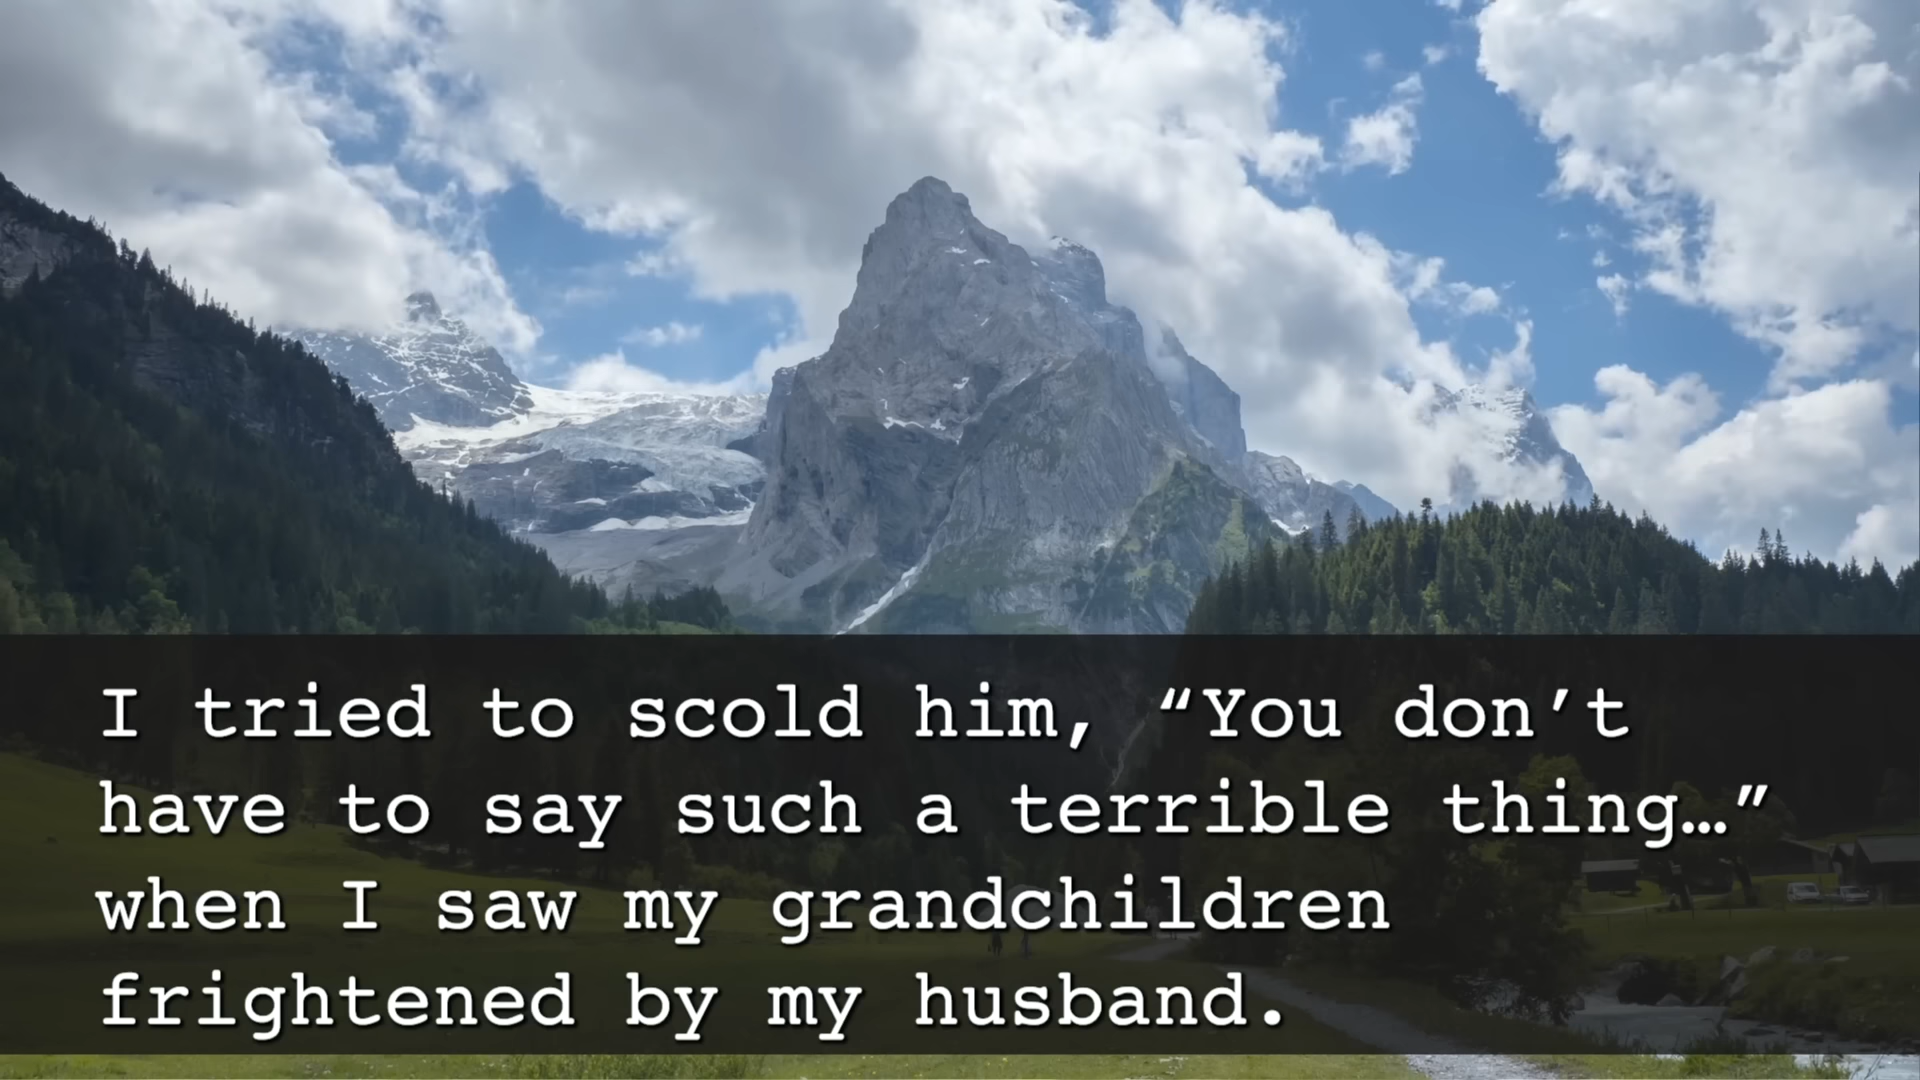 I tried to scold him, “You don’t
have to say such a terrible thing…”
when I saw my grandchildren
frightened by my husband.